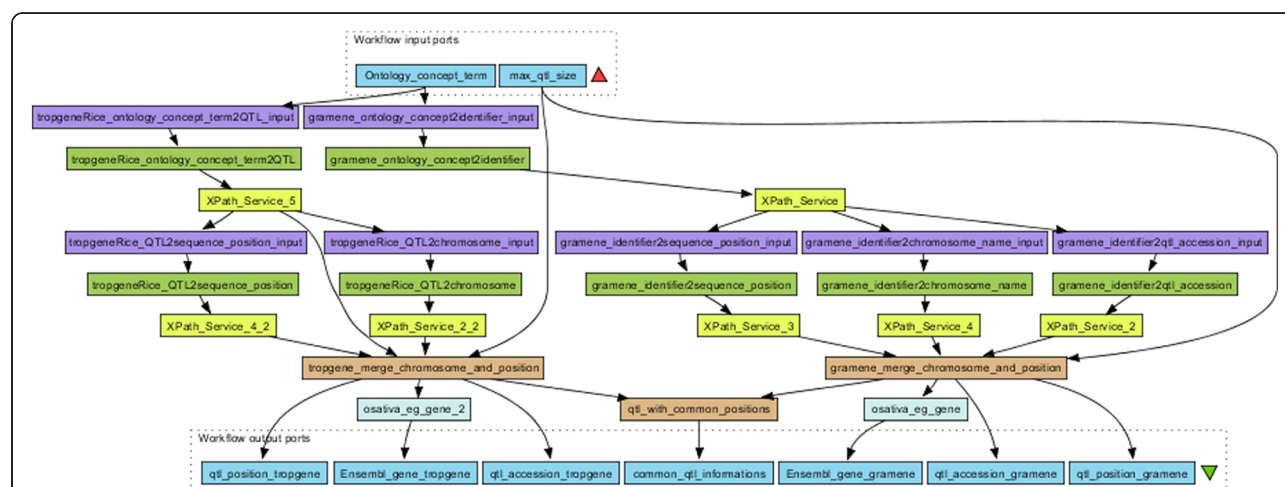 Workflow input ports
Ontology_concept_term max_qtl_size
tropgeneRice_ontology_concept_term2QTL_input gramene_ontology_concept2identifier_input
tropgeneRice_ontology_concept_term2QTL gramene_ontology_concept2identifier
XPath_Service_5 XPath_Service
tropgeneRice_QTL2sequence_position_input tropgeneRice_QTL2chromosome_input gramene_identifier2sequence_position_input gramene_identifier2chromosome_name_input gramene_identifier2qtl_accession_input
tropgeneRice_QTL2sequence_position tropgeneRice_QTL2chromosome gramene_identifier2sequence_position gramene_identifier2chromosome_name gramene_identifier2qtl_accession
XPath_Service_4_2 XPath_Service_2_2 XPath_Service_3 XPath_Service_4 XPath_Service_2
tropgene_merge_chromosome_and_position gramene_merge_chromosome_and_position
osativa_eg_gene_2 qtl_with_common_positions osativa_eg_gene
Workflow output ports
qtl_position_tropgene Ensembl_gene_tropgene qtl_accession_tropgene common_qtl_informations Ensembl_gene_gramene qtl_accession_gramene qtl_position_gramene